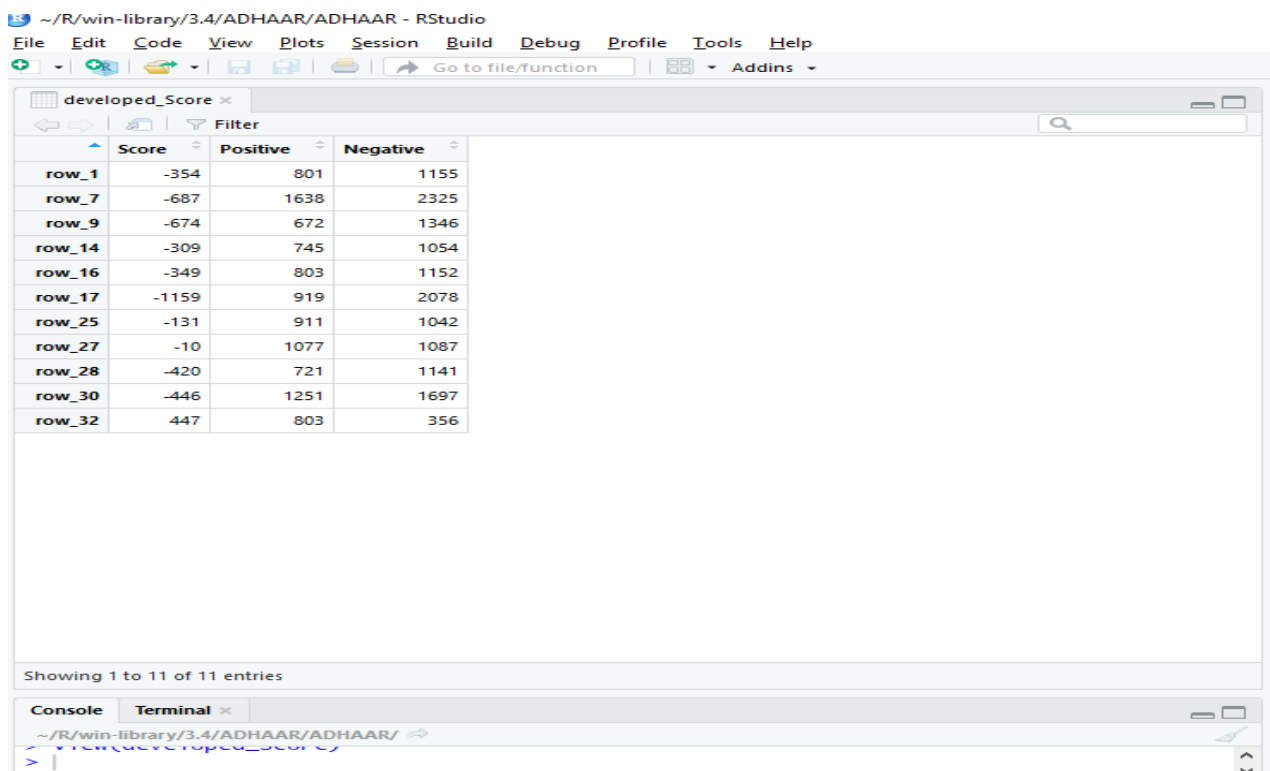 ~/R/win-library/3.4/ADHAAR/ADHAAR - RStudio
File Edit Code View Plots Session Build Debug Profile Tools Help
Go to file/function Addins
developed_Score
Filter
Score Positive Negative
row_1 -354 801 1155
row_7 -687 1638 2325
row_9 -674 672 1346
row_14 -309 745 1054
row_16 -349 803 1152
row_17 -1159 919 2078
row_25 -131 911 1042
row_27 -10 1077 1087
row_28 -420 721 1141
row_30 -446 1251 1697
row_32 447 803 356
Showing 1 to 11 of 11 entries
Console Terminal
~/R/win-library/3.4/ADHAAR/ADHAAR/
> View(developed_Score)
>